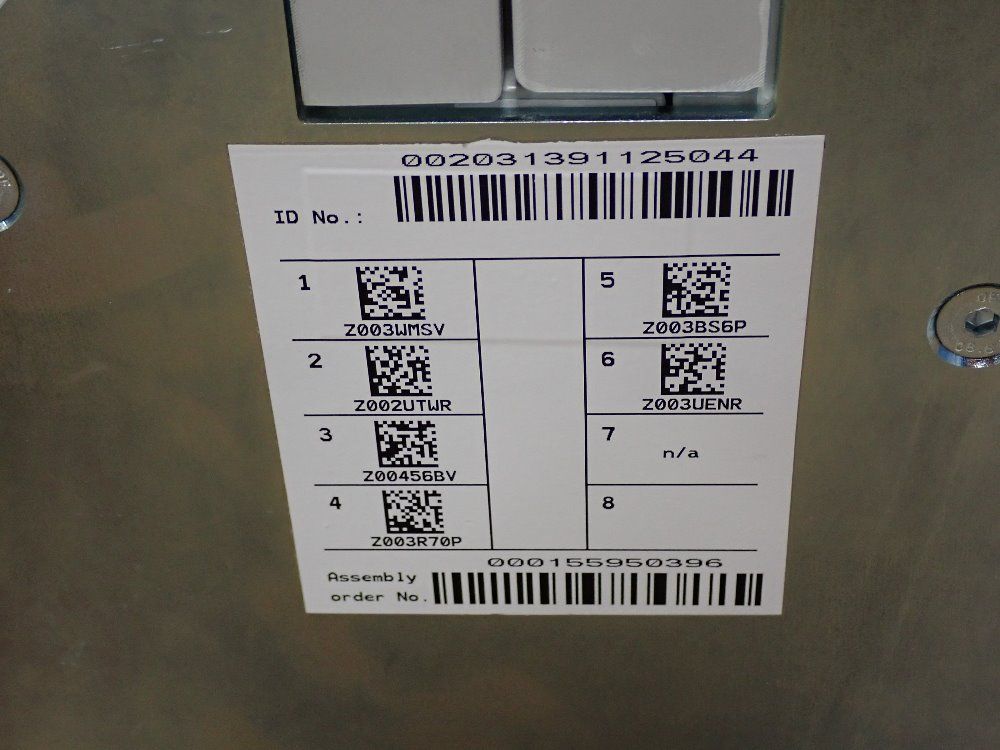 002031391125044
ID No.:
1
Z003WMSV
2
Z002UTWR
3
Z00456BV
4
Z003R70P
5
Z003BS6P
6
Z003UENR
7
n/a
8
000155950396
Assembly
order No.